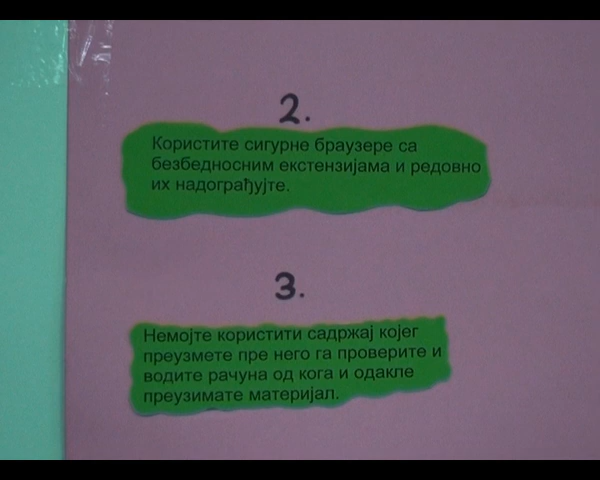 2.
Користите сигурне браузере са
безбедносним екстензијама и редовно
их надограђујте.
3.
Немојте користити садржај којег
преузмете пре него га проверите и
водите рачуна од кога и одакле
преузимате материјал.